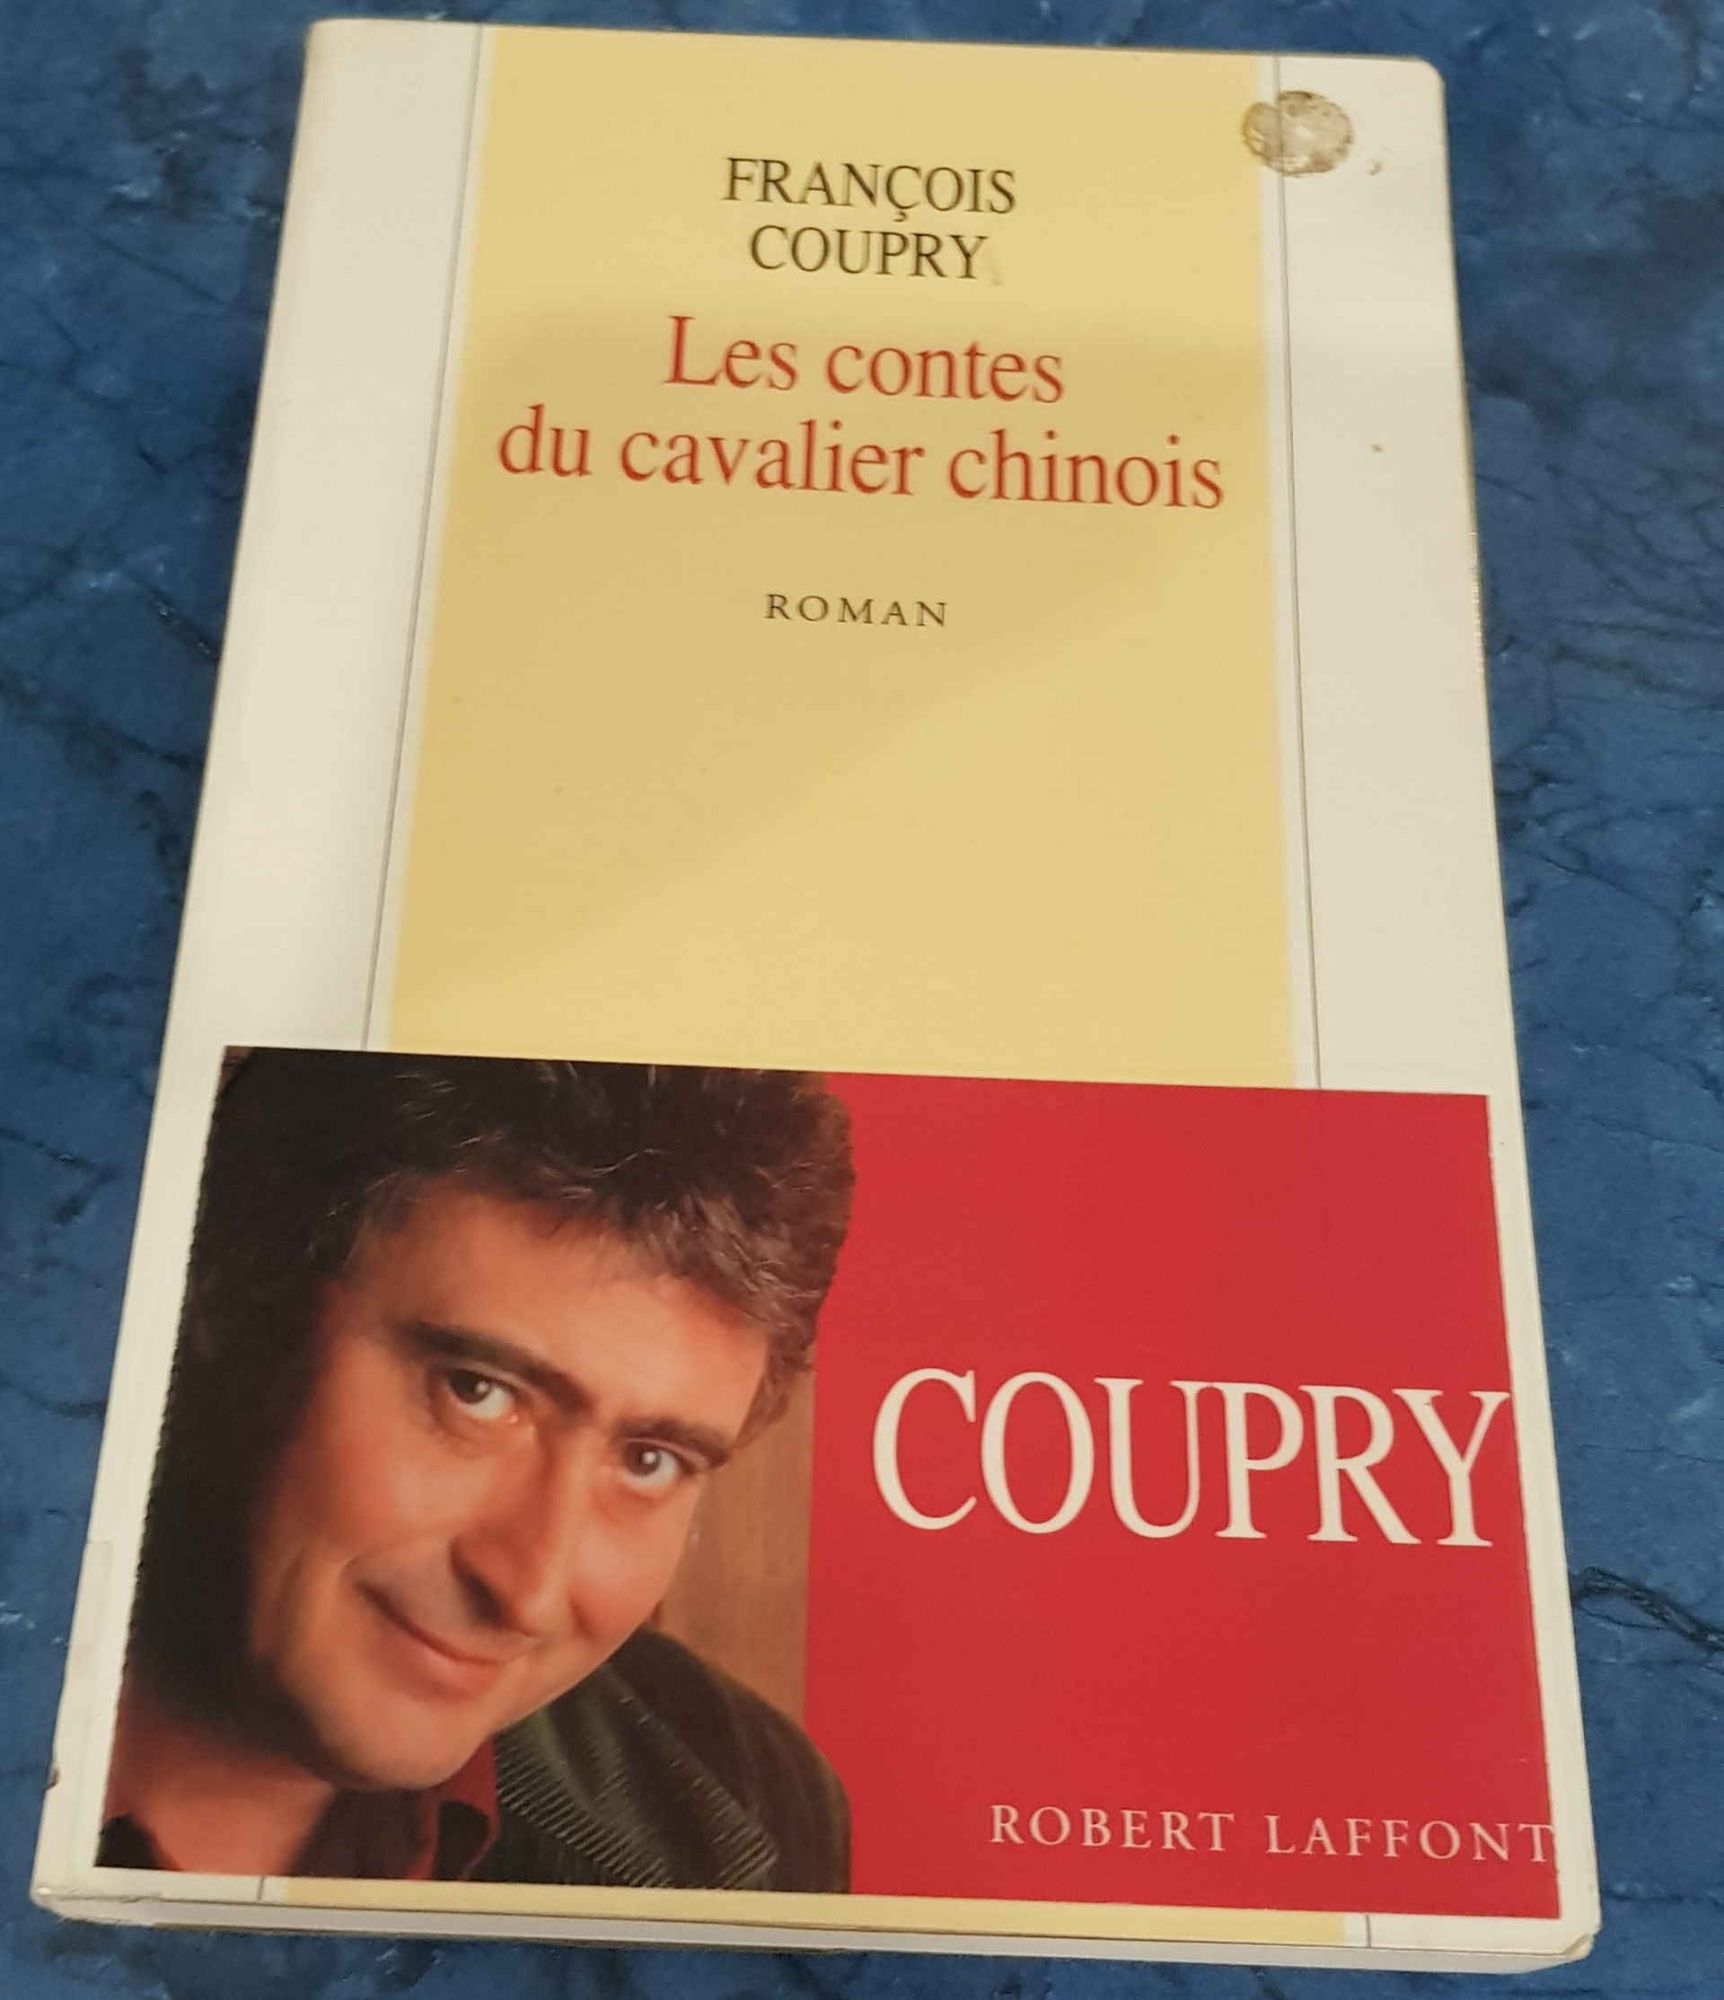 FRANÇOIS
COUPRY
Les contes
du cavalier chinois
ROMAN
COUPRY
ROBERT LAFFONT